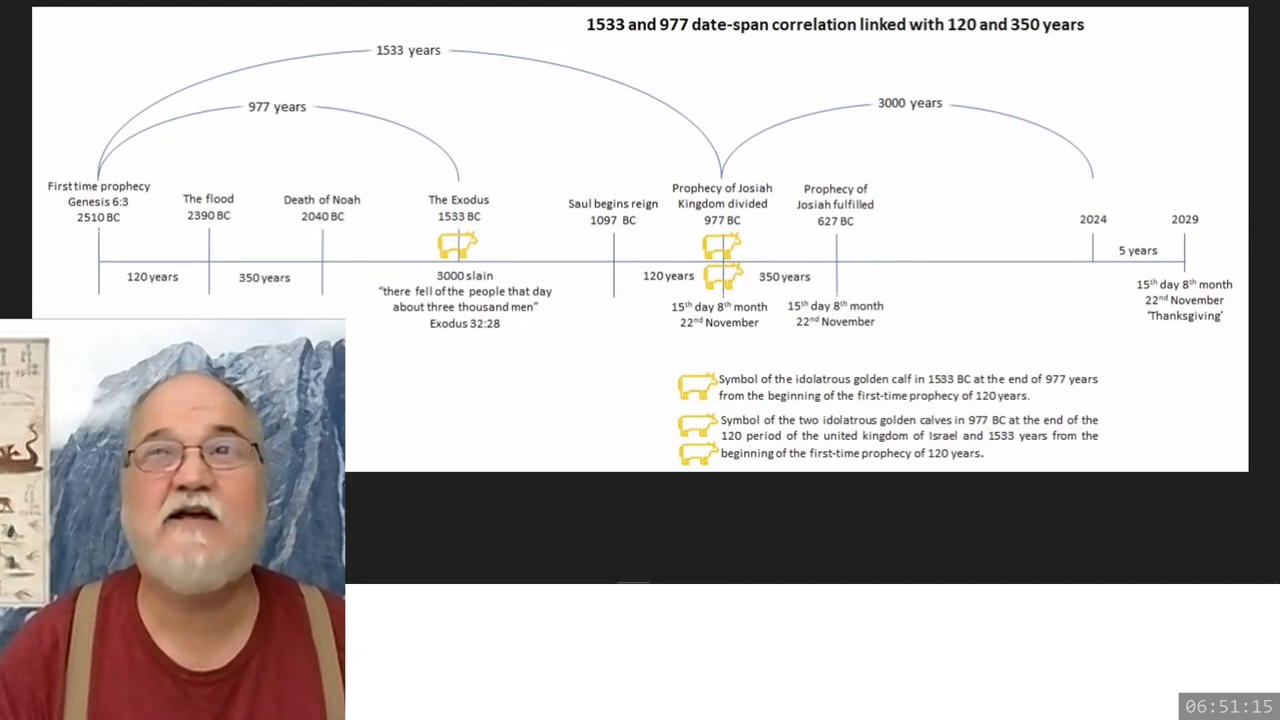 1533 and 977 date-span correlation linked with 120 and 350 years
1533 years
977 years
3000 years
First time prophecy
Genesis 6:3
2510 BC
The flood
2390 BC
Death of Noah
2040 BC
The Exodus
1533 BC
Saul begins reign
1097 BC
Prophecy of Josiah
Kingdom divided
977 BC
Prophecy of
Josiah fulfilled
627 BC
2024
2029
5 years
120 years
350 years
3000 slain
"there fell of the people that day
about three thousand men"
Exodus 32:28
120 years
350 years
15th day 8th month
22nd November
15th day 8th month
22nd November
15th day 8th month
22nd November
'Thanksgiving'
Symbol of the idolatrous golden calf in 1533 BC at the end of 977 years
from the beginning of the first-time prophecy of 120 years.
Symbol of the two idolatrous golden calves in 977 BC at the end of the
120 period of the united kingdom of Israel and 1533 years from the
beginning of the first-time prophecy of 120 years.
06:51:15